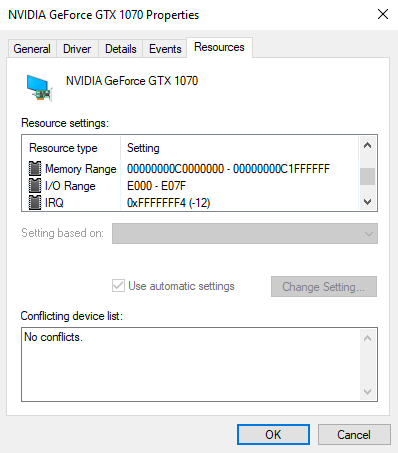 NVIDIA GeForce GTX 1070 Properties
General Driver Details Events Resources
NVIDIA GeForce GTX 1070
Resource settings:
Resource type Setting
Memory Range 00000000C0000000 - 00000000C1FFFFFF
I/O Range E000 - E07F
IRQ 0xFFFFFFF4 (-12)
Setting based on:
Use automatic settings Change Setting...
Conflicting device list:
No conflicts.
OK Cancel